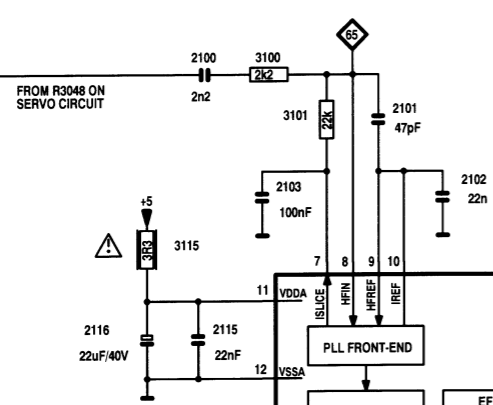 65
2100
3100
2k2
2n2
FROM R3048 ON
SERVO CIRCUIT
3101
22k
2101
47pF
2103
100nF
2102
22n
+5
3R3
3115
7
8
9
10
ISLICE
HFIN
HFREF
IREF
11
VDDA
2116
22uF/40V
2115
22nF
PLL FRONT-END
12
VSSA
EF